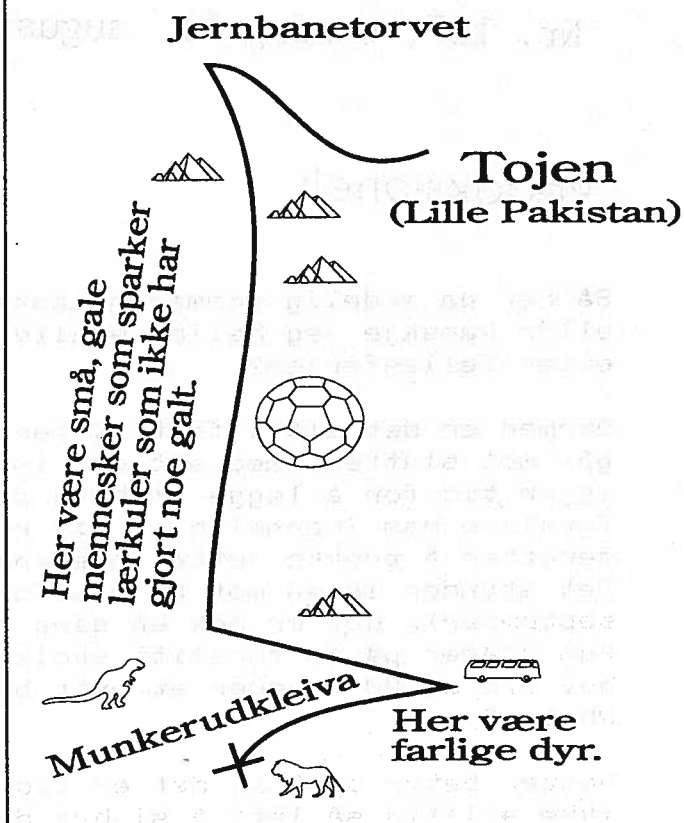 Jernbanetorvet
Tojen
(Lille Pakistan)
Her være små, gale
mennesker som sparker
lærkuler som ikke har
gjort noe galt.
Munkerudkleiva
Her være
farlige dyr.